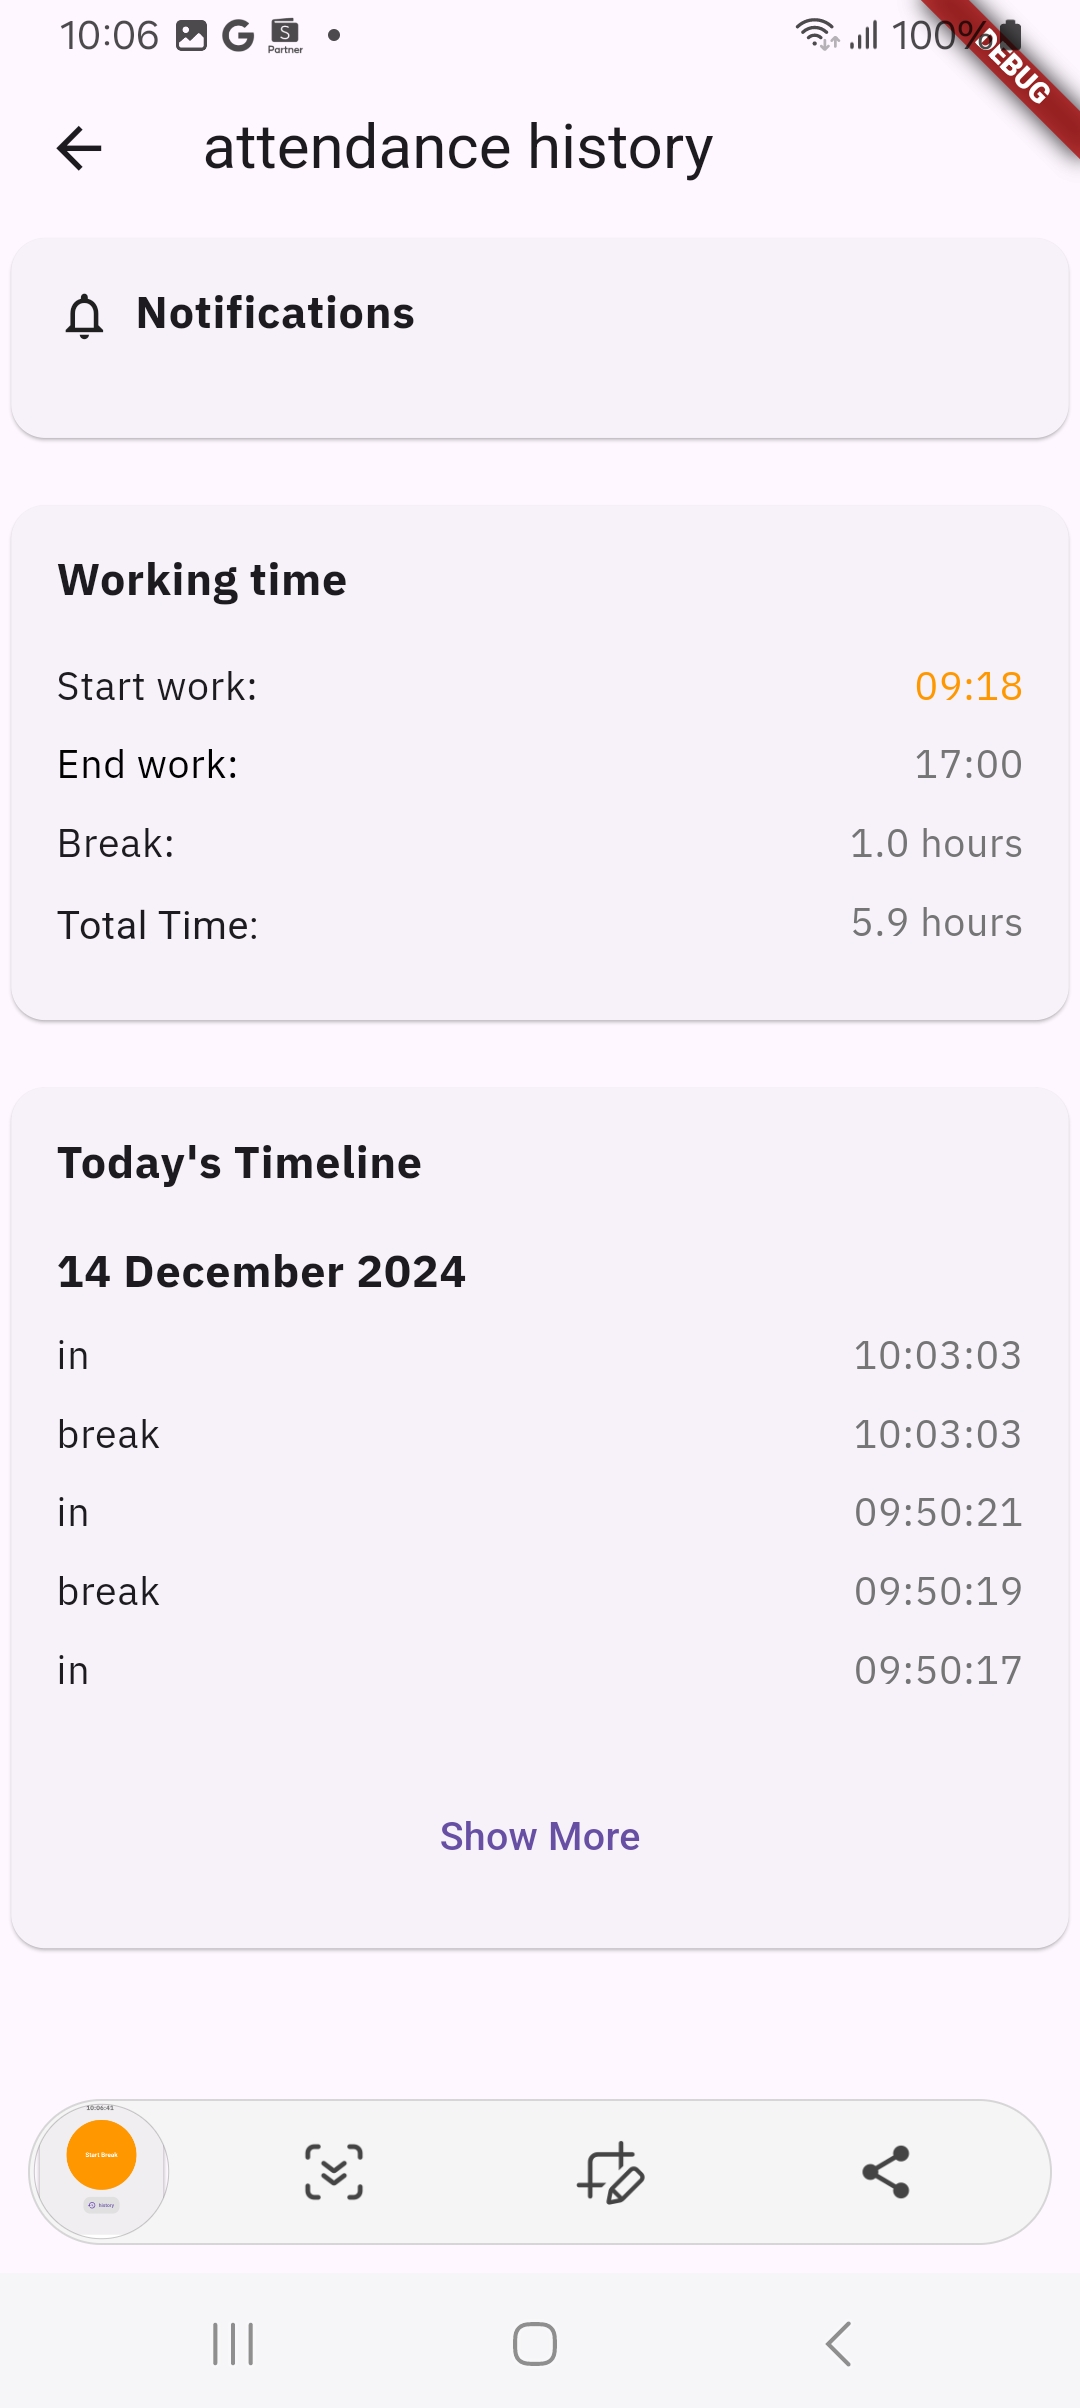 10:06
S
Partner
100%
DEBUG
attendance history
Notifications
Working time
Start work: 09:18
End work: 17:00
Break: 1.0 hours
Total Time: 5.9 hours
Today's Timeline
14 December 2024
in 10:03:03
break 10:03:03
in 09:50:21
break 09:50:19
in 09:50:17
Show More
10:06:41
Start Break
history